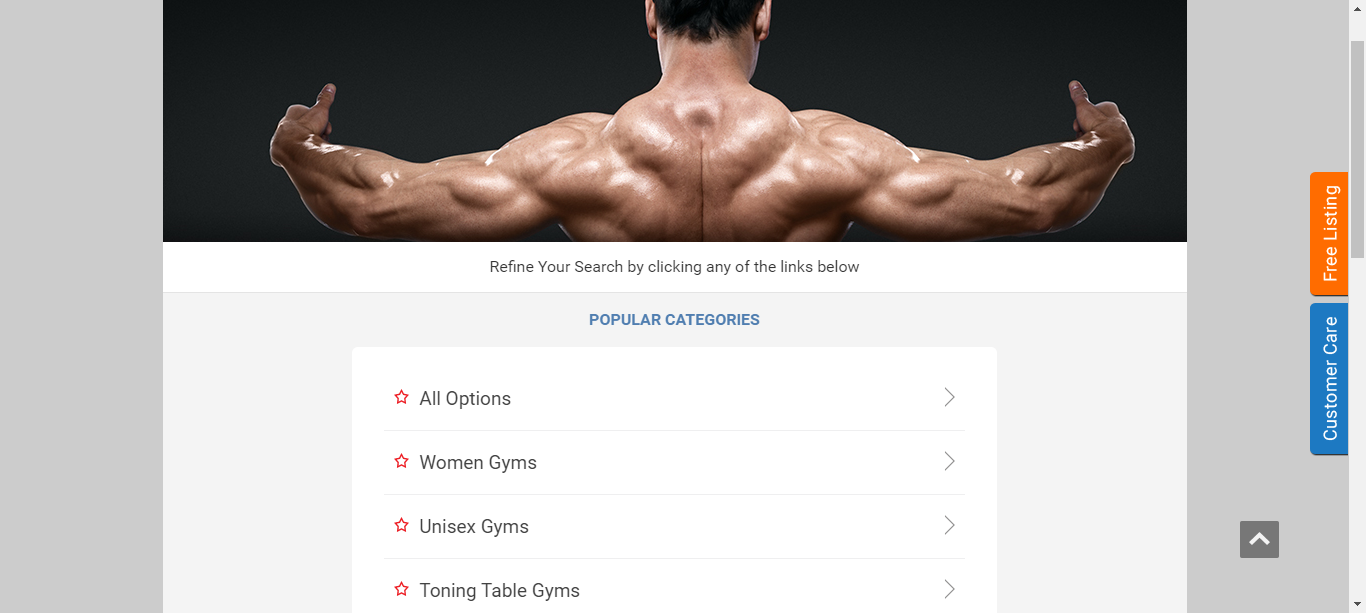 Refine Your Search by clicking any of the links below
POPULAR CATEGORIES
All Options
Women Gyms
Unisex Gyms
Toning Table Gyms
Free Listing
Customer Care